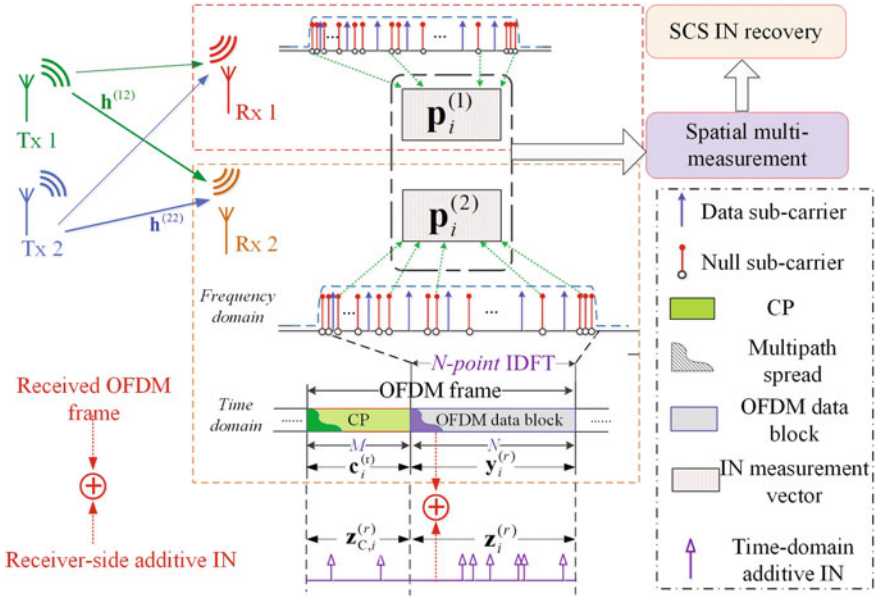 SCS IN recovery
Spatial multi-
measurement
Tx 1
h^(12)
Rx 1
p_i^(1)
Tx 2
h^(22)
Rx 2
p_i^(2)
...
...
Frequency
domain
...
...
N-point IDFT
OFDM frame
Time
domain
......
CP
OFDM data block
......
M
N
c_i^(r)
y_i^(r)
z_C,i^(r)
z_i^(r)
Received OFDM
frame
Receiver-side additive IN
Data sub-carrier
Null sub-carrier
CP
Multipath
spread
OFDM data
block
IN measurement
vector
Time-domain
additive IN